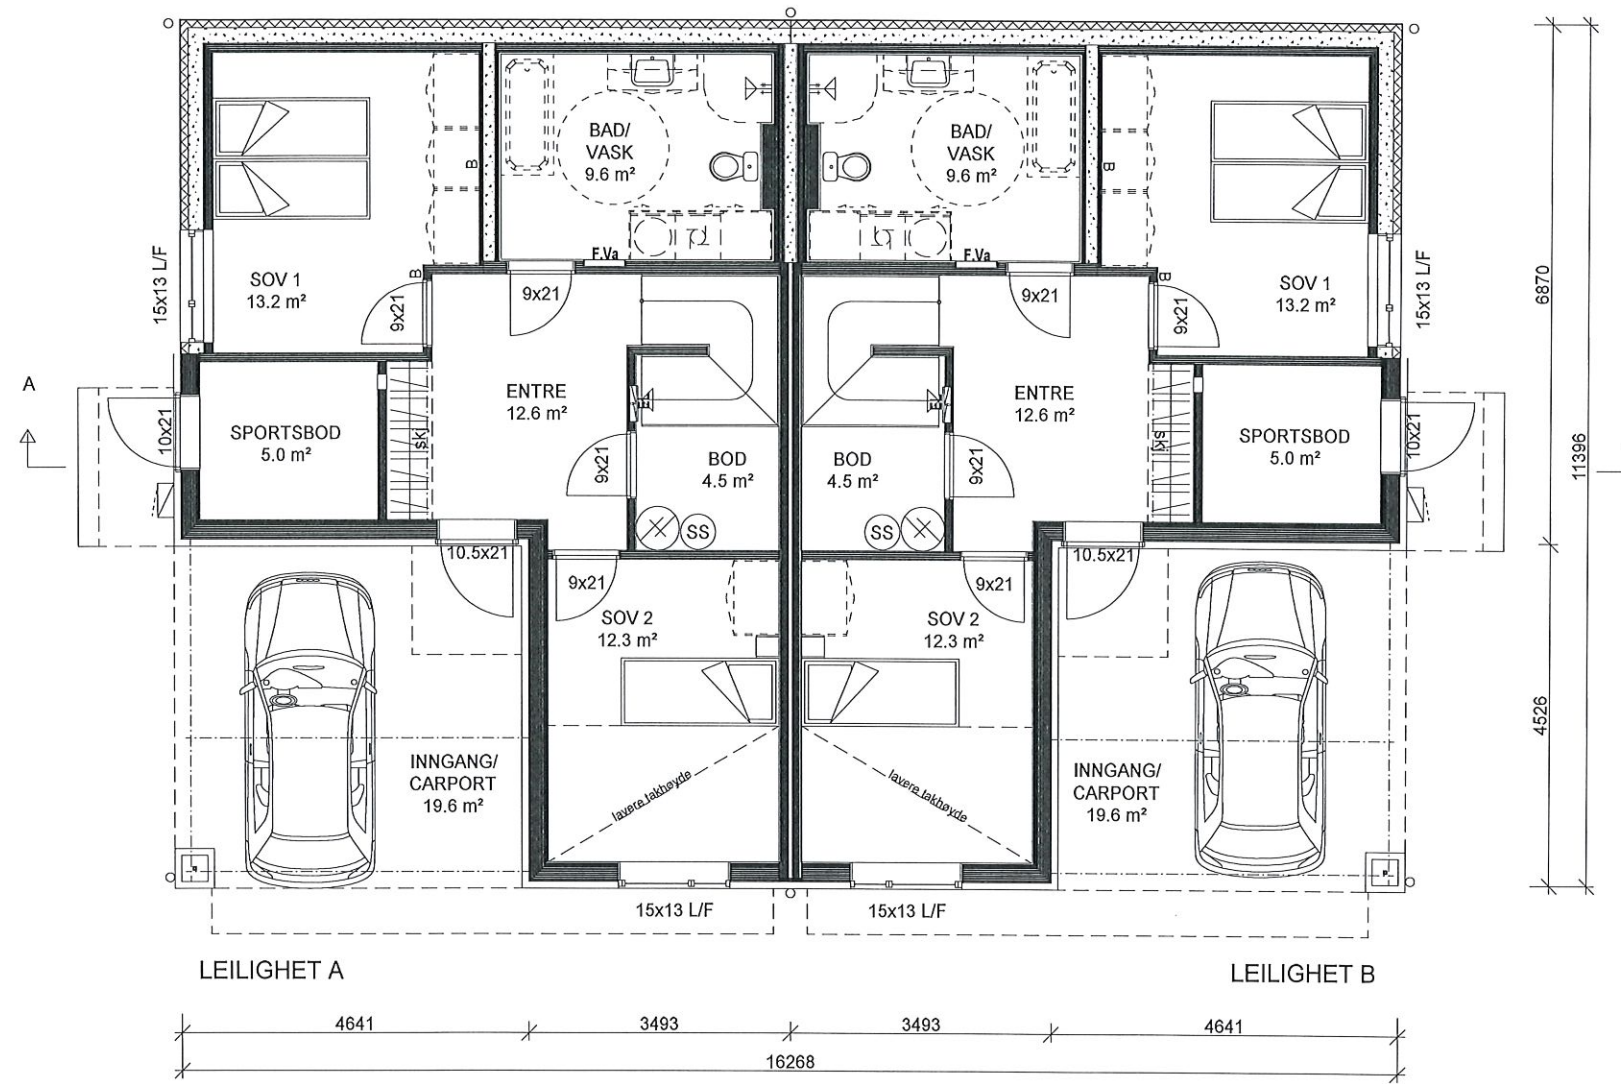 BAD/
VASK
9.6 m²
BAD/
VASK
9.6 m²
B
B
F.Va
F.Va
15x13 L/F
SOV 1
13.2 m²
B
9x21
9x21
9x21
9x21
B
SOV 1
13.2 m²
15x13 L/F
6870
A
10x21
SPORTSBOD
5.0 m²
skj
ENTRE
12.6 m²
9x21
BOD
4.5 m²
SS
BOD
4.5 m²
SS
9x21
ENTRE
12.6 m²
skj
SPORTSBOD
5.0 m²
10x21
11396
10.5x21
9x21
SOV 2
12.3 m²
SOV 2
12.3 m²
9x21
10.5x21
4526
INNGANG/
CARPORT
19.6 m²
lavere takhøyde
lavere takhøyde
INNGANG/
CARPORT
19.6 m²
15x13 L/F
15x13 L/F
LEILIGHET A
LEILIGHET B
4641
3493
3493
4641
16268